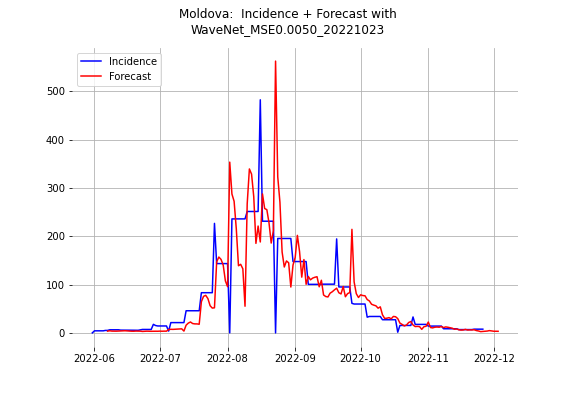 Moldova:  Incidence + Forecast with
WaveNet_MSE0.0050_20221023
Incidence
Forecast
500
400
300
200
100
0
2022-06 2022-07 2022-08 2022-09 2022-10 2022-11 2022-12